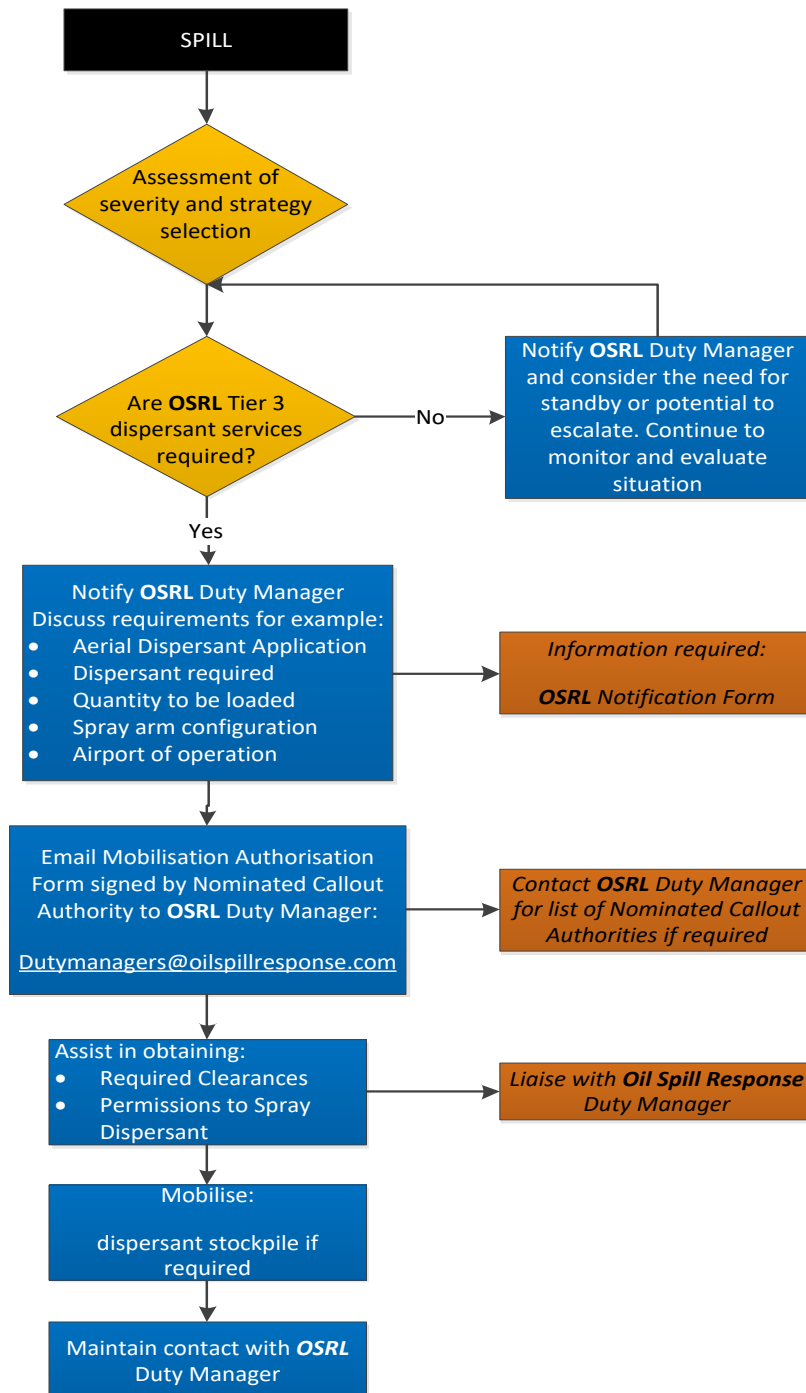 SPILL
Assessment of
severity and strategy
selection
Are OSRL Tier 3
dispersant services
required?
No
Notify OSRL Duty Manager
and consider the need for
standby or potential to
escalate. Continue to
monitor and evaluate
situation
Yes
Notify OSRL Duty Manager
Discuss requirements for example:
• Aerial Dispersant Application
• Dispersant required
• Quantity to be loaded
• Spray arm configuration
• Airport of operation
Information required:
OSRL Notification Form
Email Mobilisation Authorisation
Form signed by Nominated Callout
Authority to OSRL Duty Manager:
Dutymanagers@oilspillresponse.com
Contact OSRL Duty Manager
for list of Nominated Callout
Authorities if required
Assist in obtaining:
• Required Clearances
• Permissions to Spray
Dispersant
Liaise with Oil Spill Response
Duty Manager
Mobilise:
dispersant stockpile if
required
Maintain contact with OSRL
Duty Manager